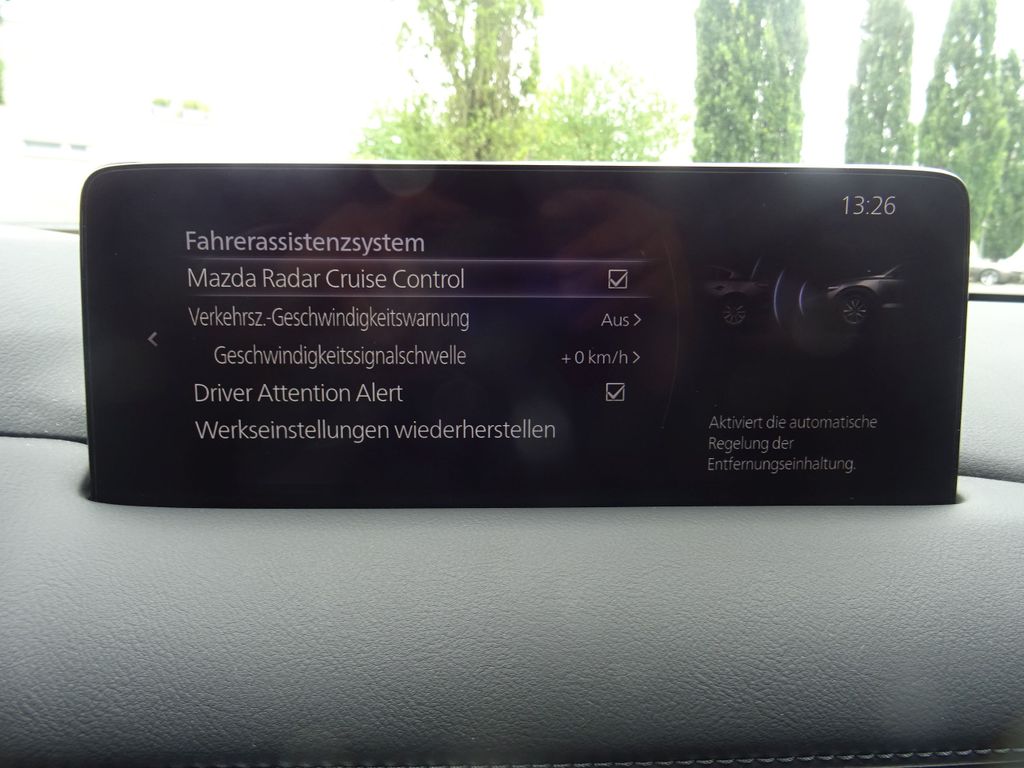 13:26
Fahrerassistenzsystem
Mazda Radar Cruise Control
Verkehrsz.-Geschwindigkeitswarnung Aus >
Geschwindigkeitssignalschwelle +0 km/h >
Driver Attention Alert
Werkseinstellungen wiederherstellen
Aktiviert die automatische
Regelung der
Entfernungseinhaltung.